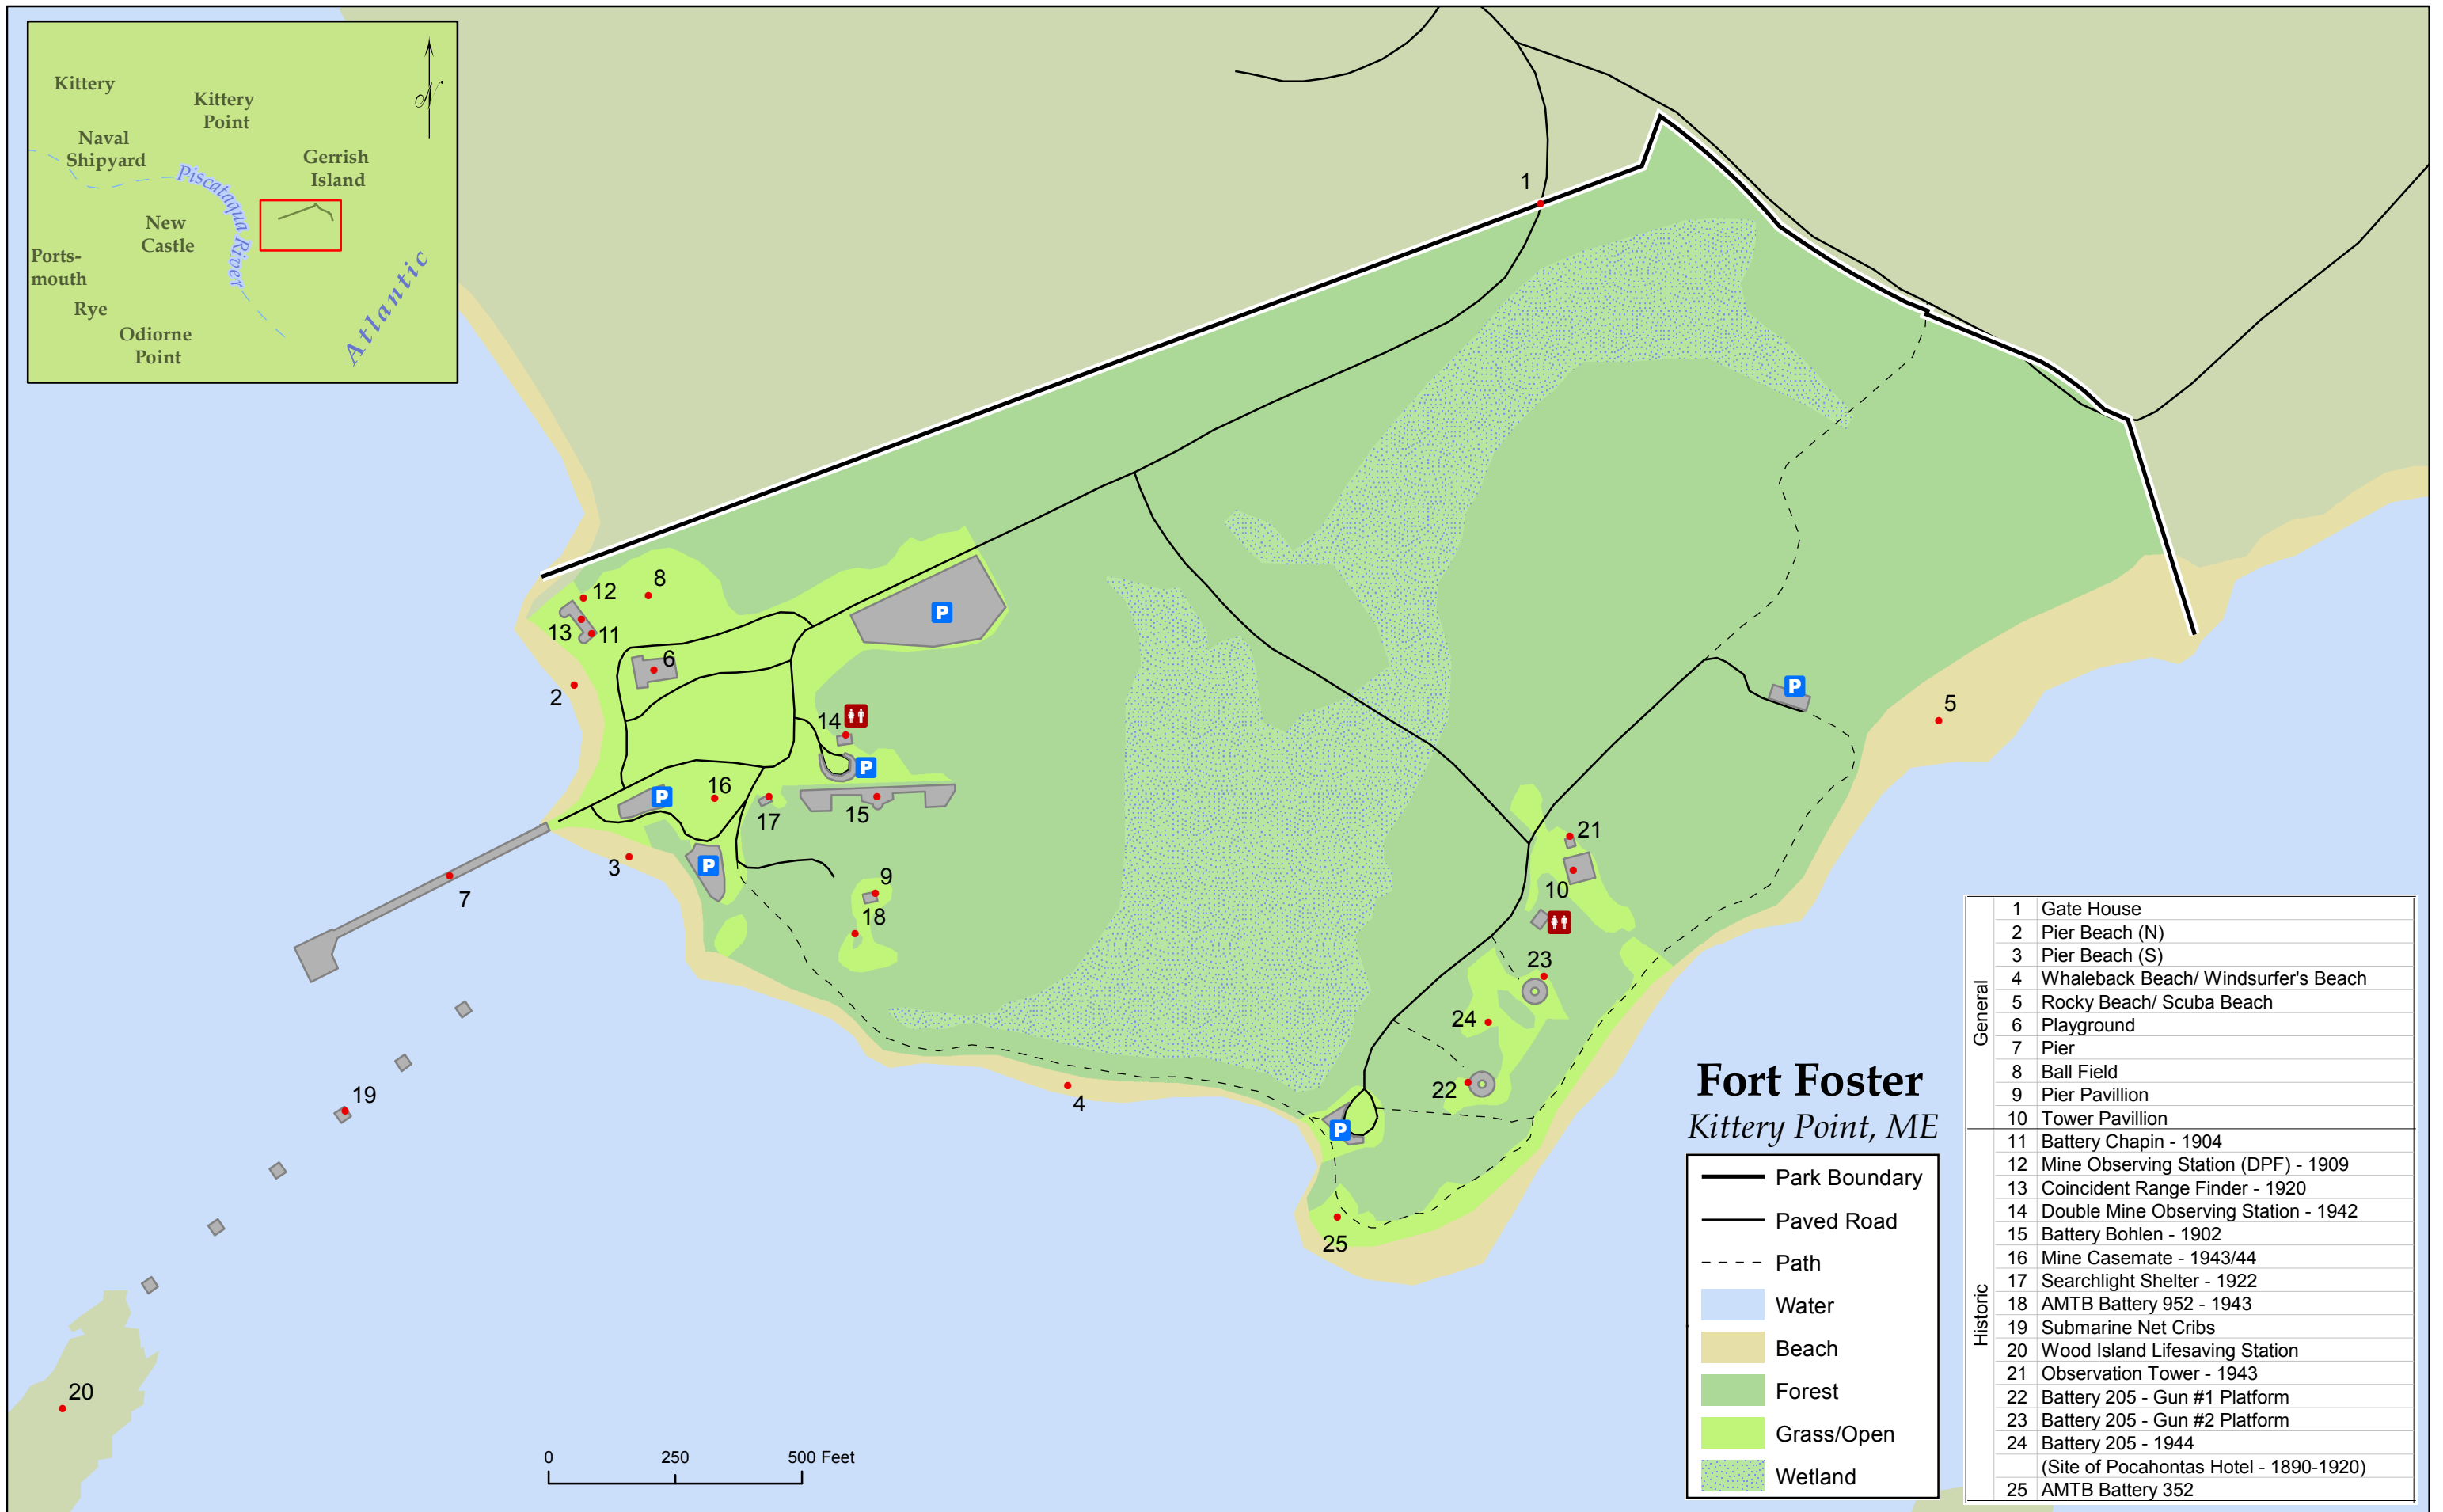 Kittery
Kittery
Point
Naval
Shipyard
Gerrish
Island
Piscataqua River
New
Castle
Ports-
mouth
Rye
Odiorne
Point
Atlantic
N
1
12
8
13
11
6
2
14
P
P
5
16
P
17
15
P
3
7
9
18
21
10
23
24
22
19
4
P
25
20
P
0 250 500 Feet
Fort Foster
Kittery Point, ME
Park Boundary
Paved Road
Path
Water
Beach
Forest
Grass/Open
Wetland
General
1 Gate House
2 Pier Beach (N)
3 Pier Beach (S)
4 Whaleback Beach/ Windsurfer's Beach
5 Rocky Beach/ Scuba Beach
6 Playground
7 Pier
8 Ball Field
9 Pier Pavillion
10 Tower Pavillion
Historic
11 Battery Chapin - 1904
12 Mine Observing Station (DPF) - 1909
13 Coincident Range Finder - 1920
14 Double Mine Observing Station - 1942
15 Battery Bohlen - 1902
16 Mine Casemate - 1943/44
17 Searchlight Shelter - 1922
18 AMTB Battery 952 - 1943
19 Submarine Net Cribs
20 Wood Island Lifesaving Station
21 Observation Tower - 1943
22 Battery 205 - Gun #1 Platform
23 Battery 205 - Gun #2 Platform
24 Battery 205 - 1944
(Site of Pocahontas Hotel - 1890-1920)
25 AMTB Battery 352